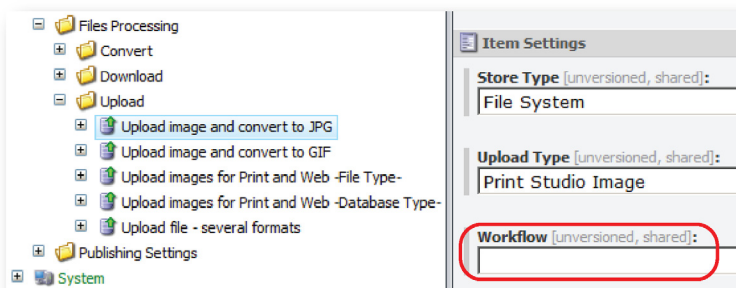 Files Processing
Convert
Download
Upload
Upload image and convert to JPG
Upload image and convert to GIF
Upload images for Print and Web -File Type-
Upload images for Print and Web -Database Type-
Upload file - several formats
Publishing Settings
System
Item Settings
Store Type [unversioned, shared]:
File System
Upload Type [unversioned, shared]:
Print Studio Image
Workflow [unversioned, shared]: